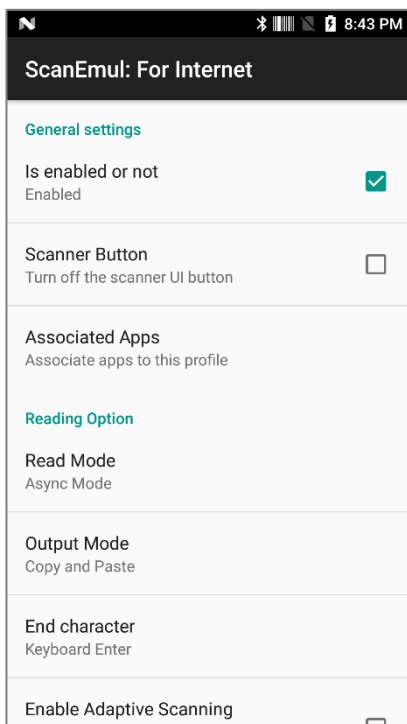 8:43 PM
ScanEmul: For Internet
General settings
Is enabled or not
Enabled
Scanner Button
Turn off the scanner UI button
Associated Apps
Associate apps to this profile
Reading Option
Read Mode
Async Mode
Output Mode
Copy and Paste
End character
Keyboard Enter
Enable Adaptive Scanning